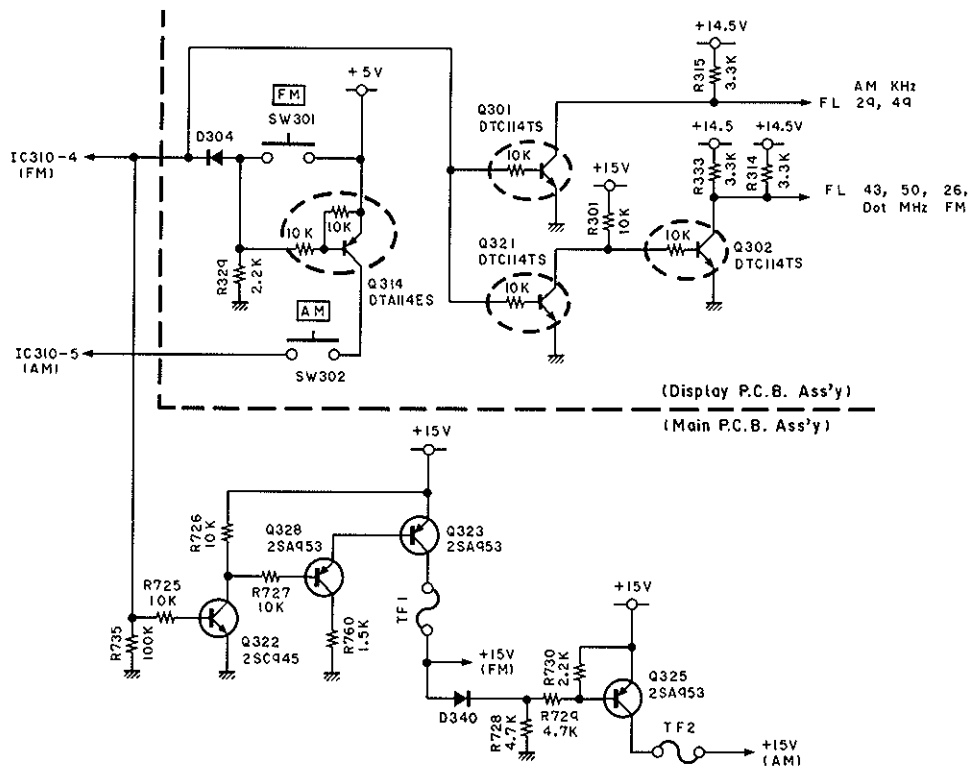 +14.5V
R315
3.3K
AM KHz
FL 29, 49
+5V
FM
SW301
D304
IC310-4
(FM)
Q301
DTC114TS
10K
+14.5
+14.5V
R333
3.3K
R314
3.3K
FL 43, 50, 26,
Dot MHz FM
+15V
R301
10K
10K
10K
R329
2.2K
Q314
DTA114ES
Q321
DTC114TS
10K
10K
Q302
DTC114TS
AM
IC310-5
(AM)
SW302
(Display P.C.B. Ass'y)
(Main P.C.B. Ass'y)
+15V
R726
10K
Q328
2SA953
Q323
2SA953
R725
10K
R727
10K
R735
100K
Q322
2SC945
R760
1.5K
TF1
+15V
+15V
(FM)
R730
2.2K
Q325
2SA953
D340
R728
4.7K
R729
4.7K
TF2
+15V
(AM)